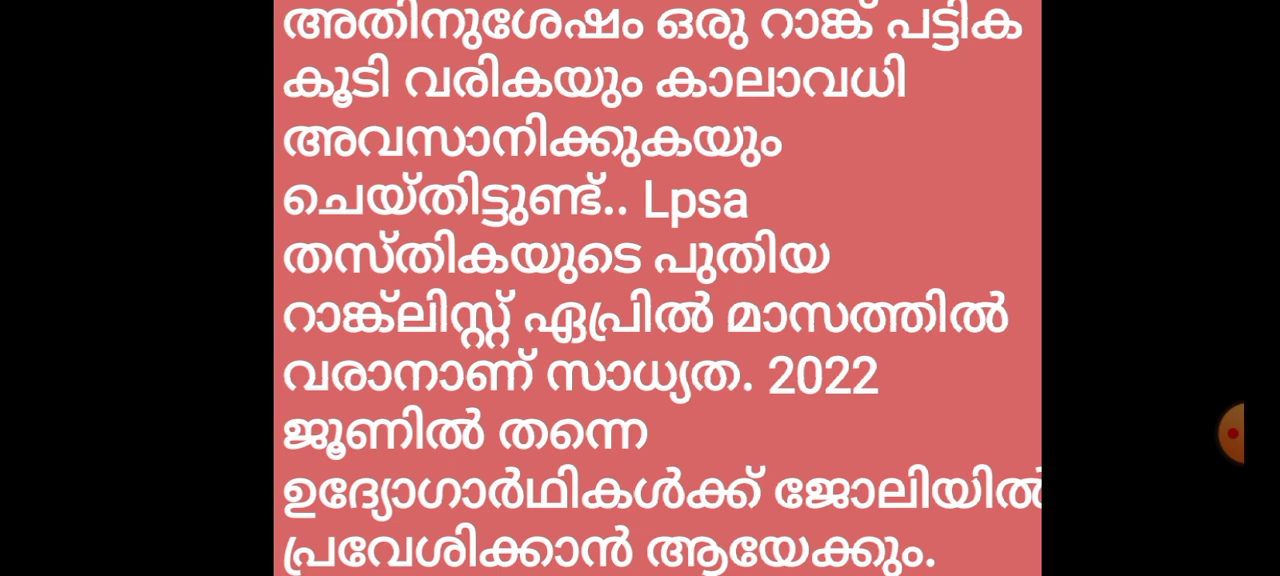 അതിനുശേഷം ഒരു റാങ്ക് പട്ടിക
കൂടി വരികയും കാലാവധി
അവസാനിക്കുകയും
ചെയ്തിട്ടുണ്ട്.. Lpsa
തസ്തികയുടെ പുതിയ
റാങ്ക്‌ലിസ്റ്റ് ഏപ്രിൽ മാസത്തിൽ
വരാനാണ് സാധ്യത. 2022
ജൂണിൽ തന്നെ
ഉദ്യോഗാർഥികൾക്ക് ജോലിയിൽ
പ്രവേശിക്കാൻ ആയേക്കും.